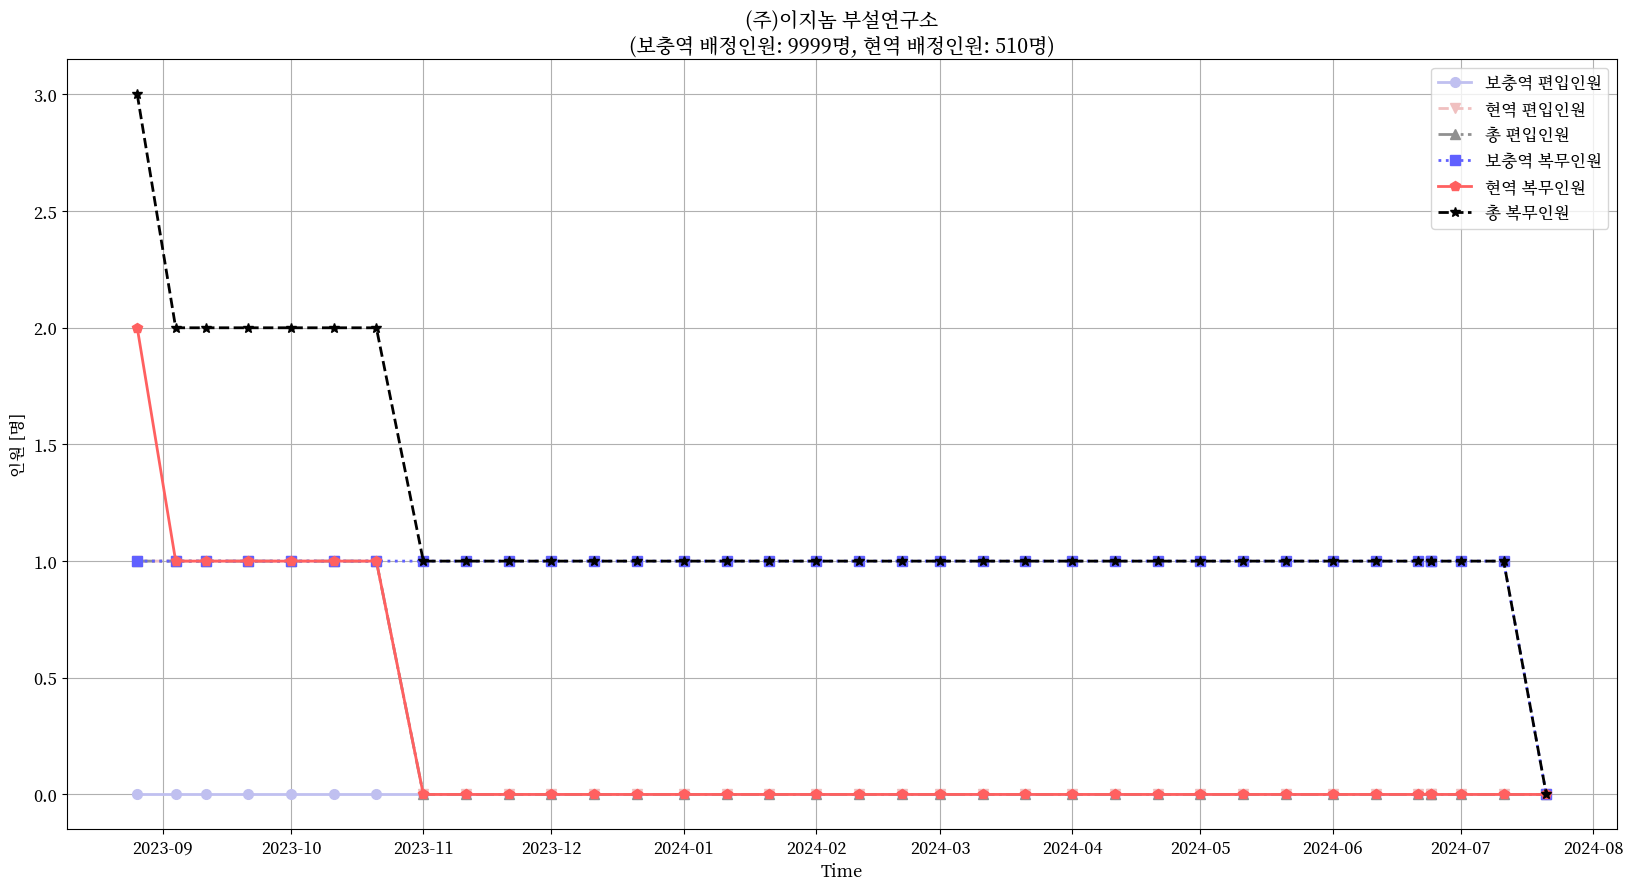 (주)이지놈 부설연구소
(보충역 배정인원: 9999명, 현역 배정인원: 510명)
보충역 편입인원
현역 편입인원
총 편입인원
보충역 복무인원
현역 복무인원
총 복무인원
인원 [명]
3.0
2.5
2.0
1.5
1.0
0.5
0.0
2023-09 2023-10 2023-11 2023-12 2024-01 2024-02 2024-03 2024-04 2024-05 2024-06 2024-07 2024-08
Time